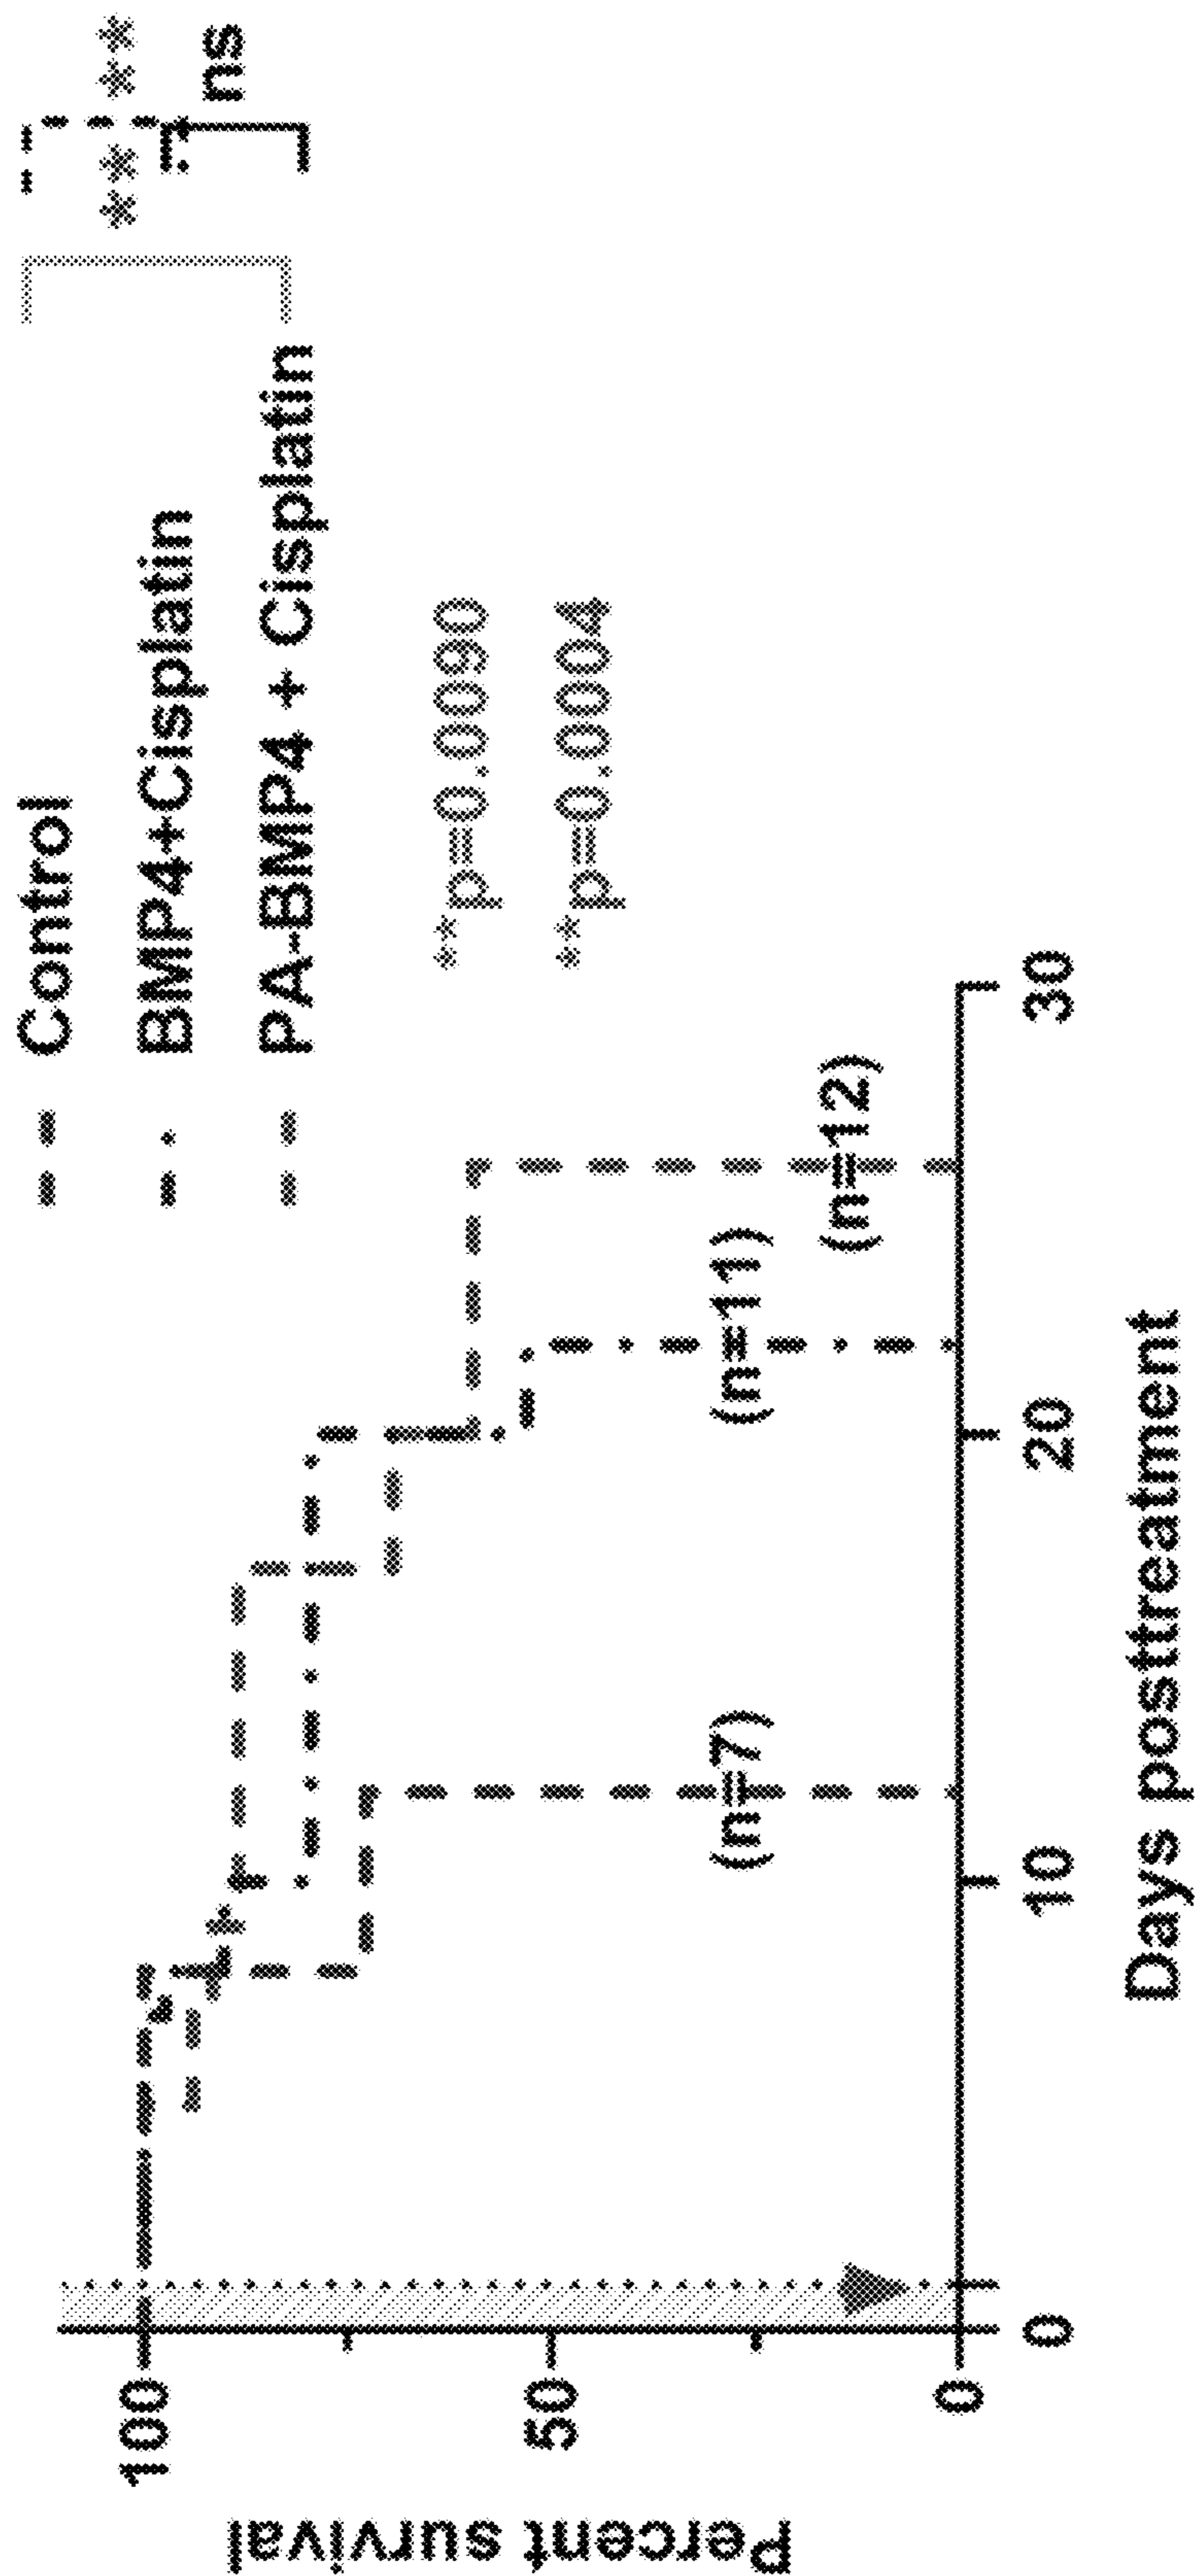 Control
BMP4+Cisplatin
PA-BMP4 + Cisplatin
** **
ns
**p=0.0090
**p=0.0004
Percent survival
100
50
0
(n=7)
(n=11)
(n=12)
0
10
20
30
Days posttreatment